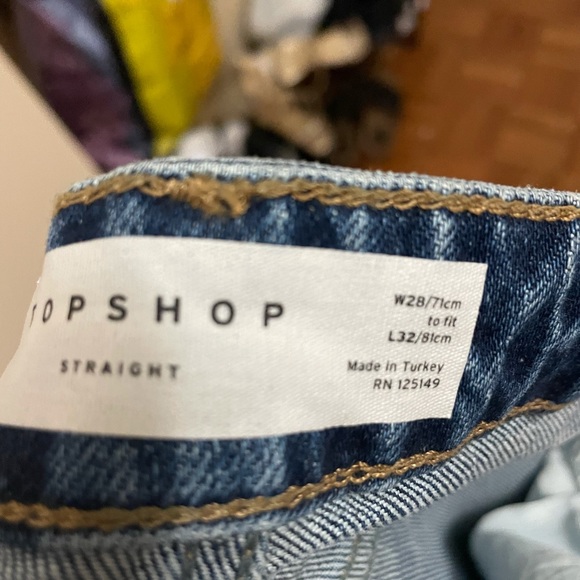 TOPSHOP
STRAIGHT
W28/71cm
to fit
L32/81cm
Made in Turkey
RN 125149